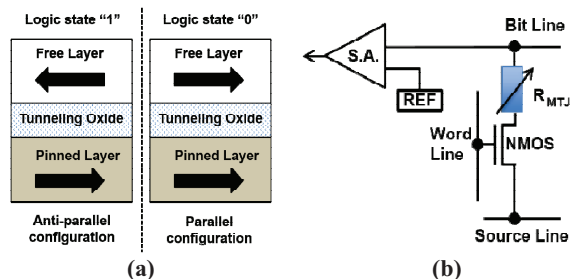 Logic state “1”
Logic state “0”
Free Layer
Free Layer
Tunneling Oxide
Tunneling Oxide
Pinned Layer
Pinned Layer
Anti-parallel
configuration
Parallel
configuration
(a)
Bit Line
S.A.
REF
RMTJ
Word
Line
NMOS
Source Line
(b)